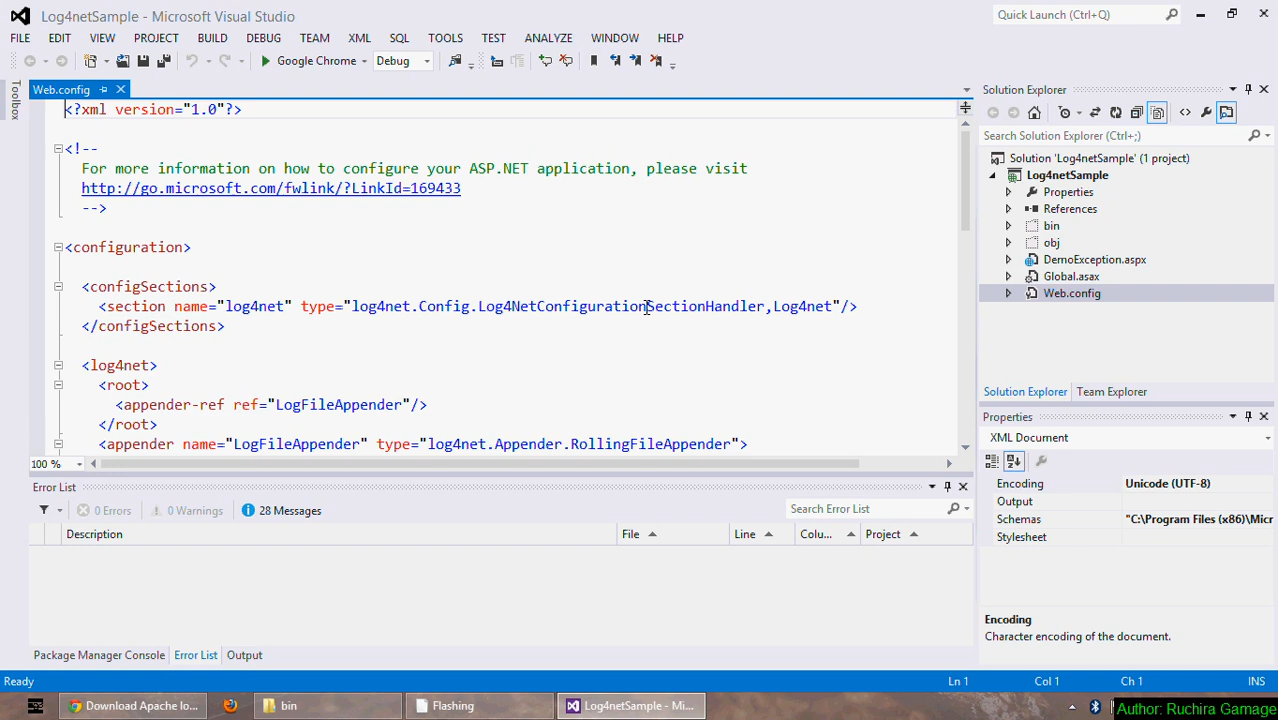 Log4netSample - Microsoft Visual Studio
Quick Launch (Ctrl+Q)
FILE EDIT VIEW PROJECT BUILD DEBUG TEAM XML SQL TOOLS TEST ANALYZE WINDOW HELP
Google Chrome Debug
Toolbox
Web.config
<?xml version="1.0"?>
<!--
For more information on how to configure your ASP.NET application, please visit
http://go.microsoft.com/fwlink/?LinkId=169433
-->
<configuration>
<configSections>
<section name="log4net" type="log4net.Config.Log4NetConfigurationSectionHandler,Log4net"/>
</configSections>
<log4net>
<root>
<appender-ref ref="LogFileAppender"/>
</root>
<appender name="LogFileAppender" type="log4net.Appender.RollingFileAppender">
100 %
Error List
0 Errors 0 Warnings 28 Messages
Search Error List
Description File Line Colu... Project
Package Manager Console Error List Output
Solution Explorer
Search Solution Explorer (Ctrl+;)
Solution 'Log4netSample' (1 project)
Log4netSample
Properties
References
bin
obj
DemoException.aspx
Global.asax
Web.config
Solution Explorer Team Explorer
Properties
XML Document
Encoding Unicode (UTF-8)
Output
Schemas "C:\Program Files (x86)\Micr
Stylesheet
Encoding
Character encoding of the document.
Ready Ln 1 Col 1 Ch 1 INS
Download Apache lo... bin Flashing Log4netSample - Mi...
Author: Ruchira Gamage